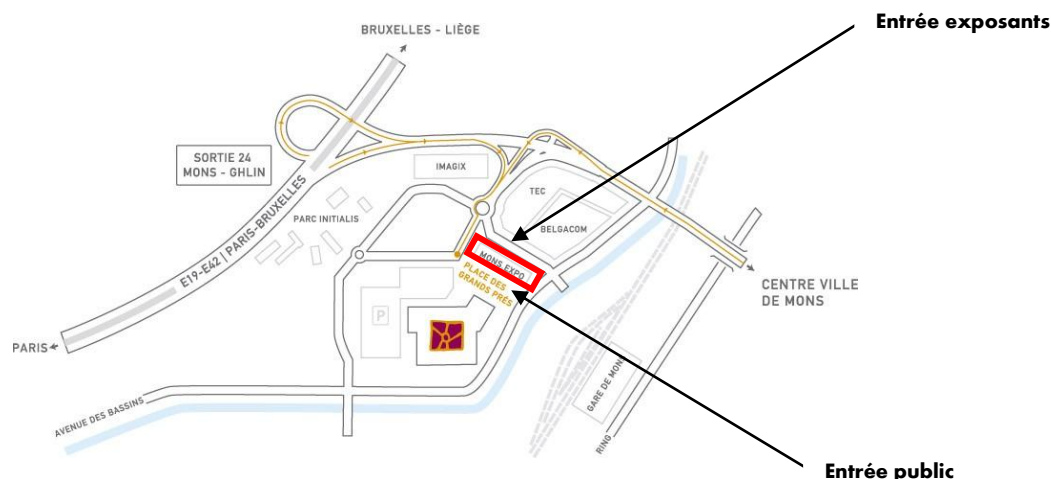 Entrée exposants
BRUXELLES - LIÈGE
SORTIE 24
MONS - GHLIN
IMAGIX
TEC
PARC INITIALIS
BELGACOM
E19-E42 | PARIS-BRUXELLES
MONS EXPO
PLACE DES
GRANDS PRÉS
CENTRE VILLE
DE MONS
P
PARIS
GARE DE MONS
AVENUE DES BASSINS
RING
Entrée public